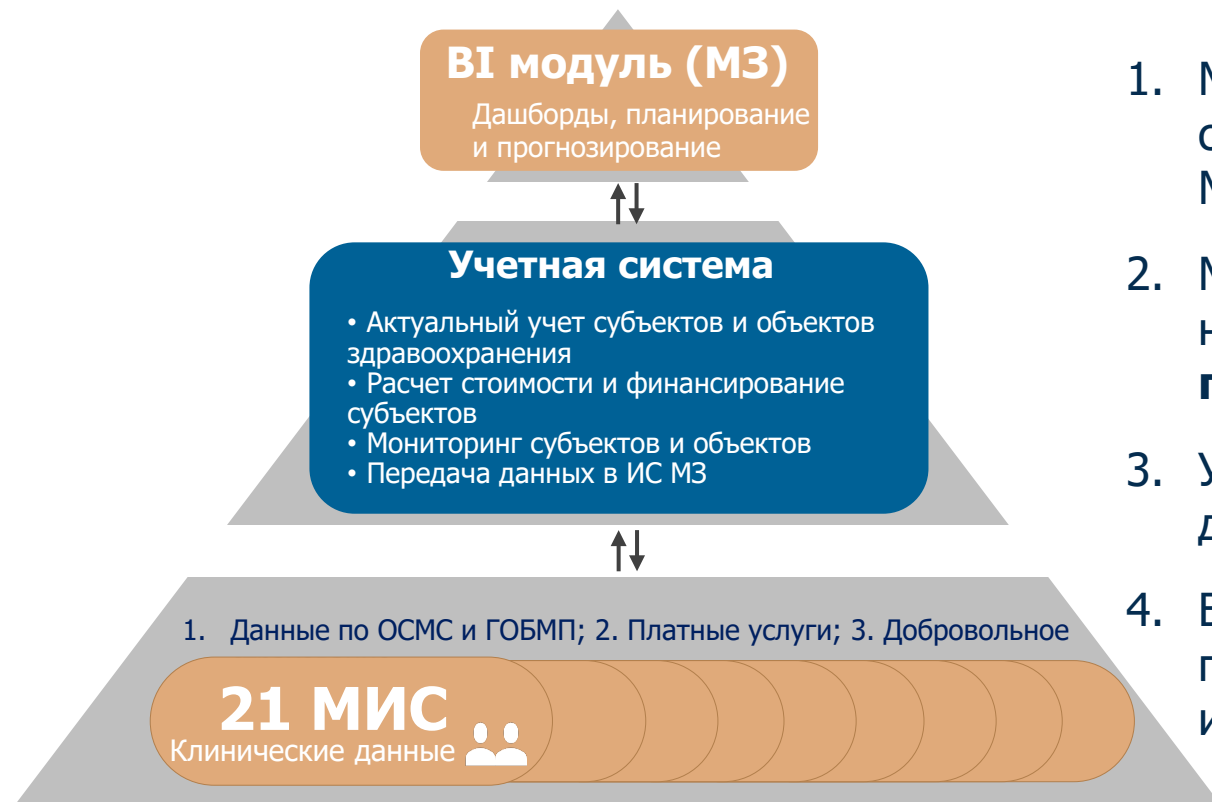 BI модуль (МЗ)
Дашборды, планирование
и прогнозирование
Учетная система
• Актуальный учет субъектов и объектов
здравоохранения
• Расчет стоимости и финансирование
субъектов
• Мониторинг субъектов и объектов
• Передача данных в ИС МЗ
1. Данные по ОСМС и ГОБМП; 2. Платные услуги; 3. Добровольное
21 МИС
Клинические данные
1.
2.
3.
4.